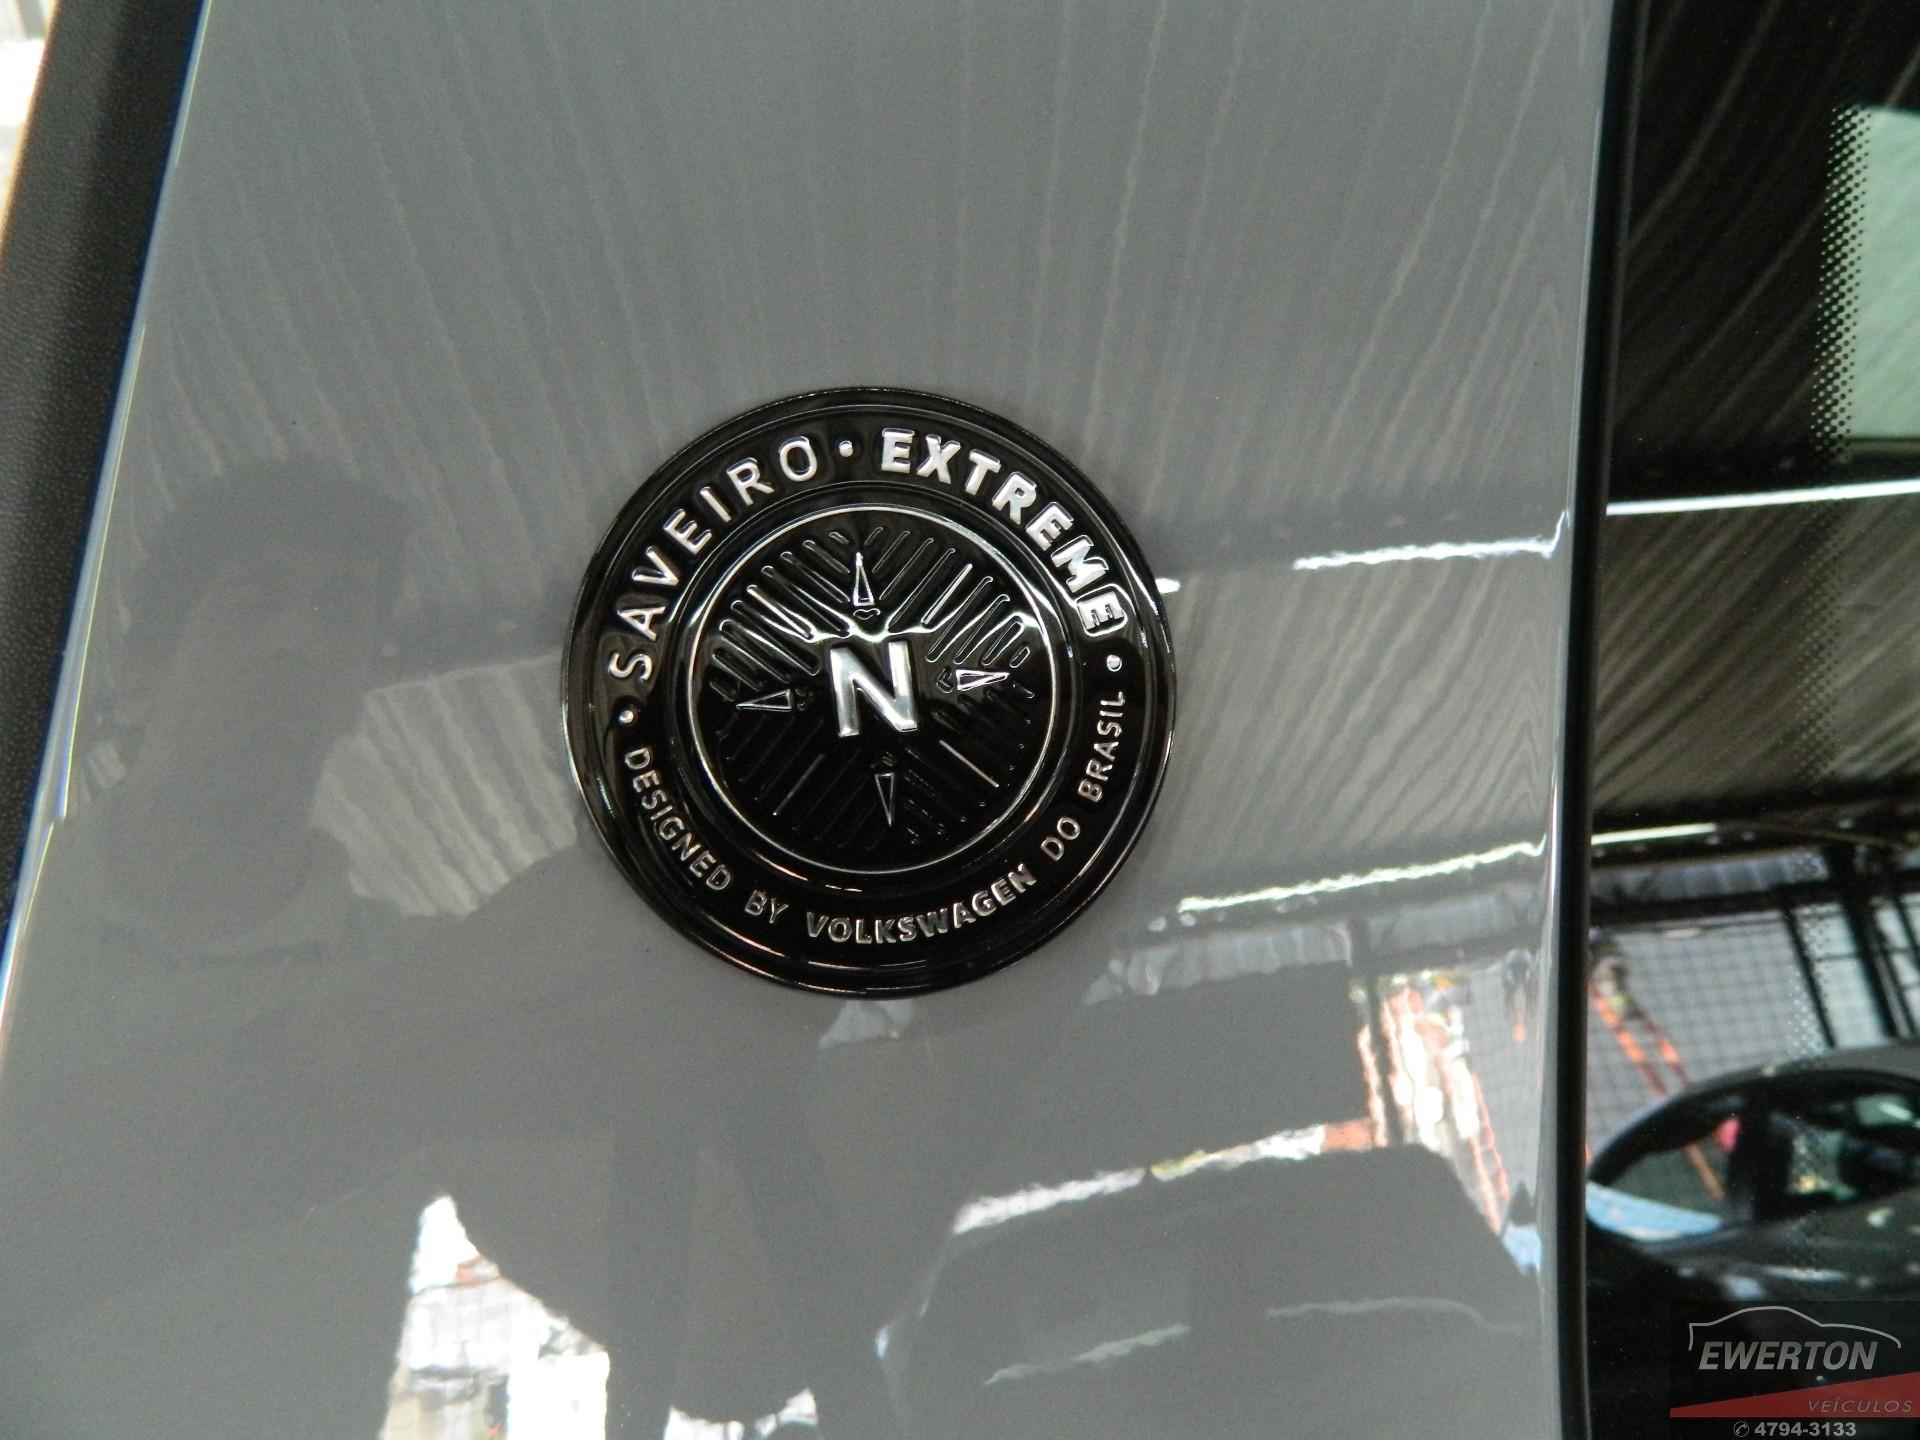 • SAVEIRO • EXTREME •
N
DESIGNED BY VOLKSWAGEN DO BRASIL
EWERTON
VEÍCULOS
✆ 4794-3133